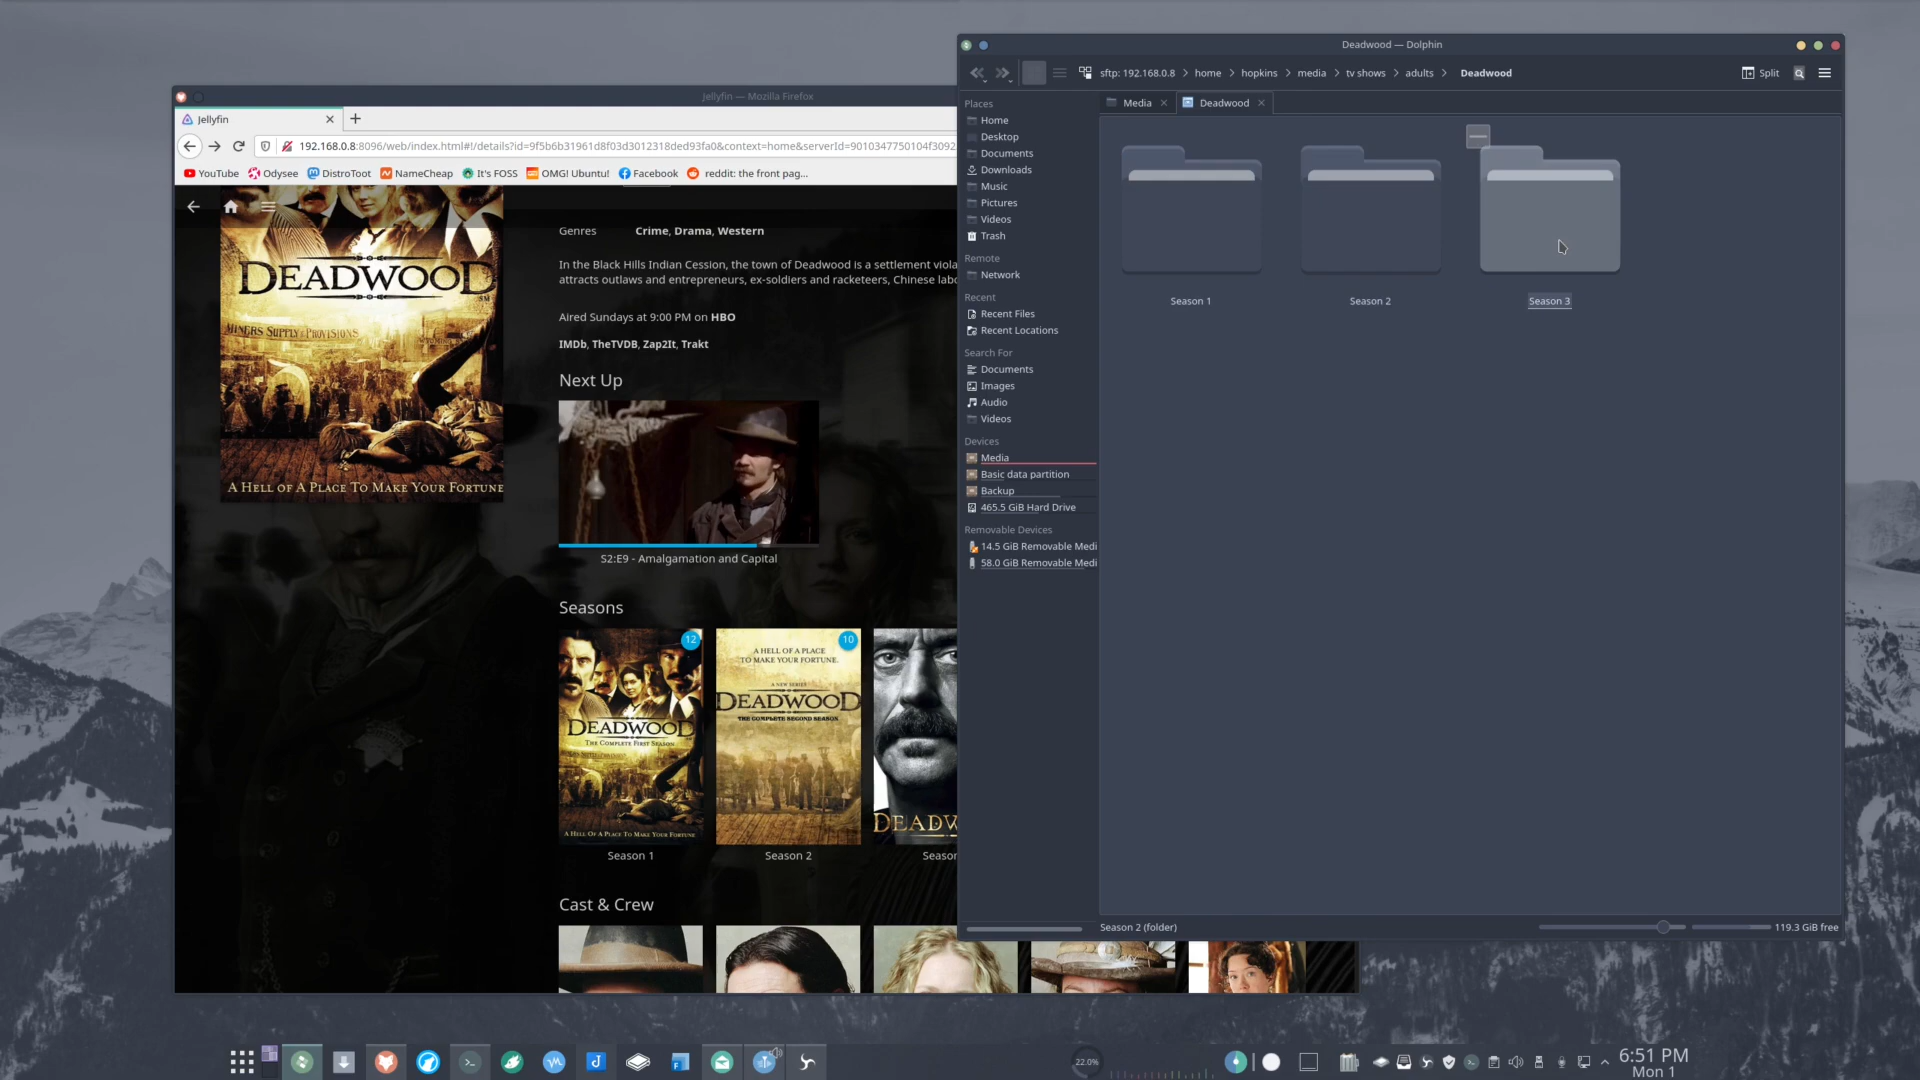 Jellyfin — Mozilla Firefox
Jellyfin
192.168.0.8:8096/web/index.html#!/details?id=9f5b6b31961d8f03d3012318ded93fa0&context=home&serverId=9010347750104f3092
YouTube Odysee DistroToot NameCheap It's FOSS OMG! Ubuntu! Facebook reddit: the front pag...
DEADWOOD
SM
MINERS SUPPLY & PROVISIONS
A HELL OF A PLACE TO MAKE YOUR FORTUNE
Genres Crime, Drama, Western
In the Black Hills Indian Cession, the town of Deadwood is a settlement viola
attracts outlaws and entrepreneurs, ex-soldiers and racketeers, Chinese labo
Aired Sundays at 9:00 PM on HBO
IMDb, TheTVDB, Zap2It, Trakt
Next Up
S2:E9 - Amalgamation and Capital
Seasons
12
DEADWOOD
THE COMPLETE FIRST SEASON
A HELL OF A PLACE TO MAKE YOUR FORTUNE
10
A HELL OF A PLACE
TO MAKE YOUR FORTUNE.
A NEW SERIES
DEADWOOD
THE COMPLETE SECOND SEASON
DEADW
Season 1
Season 2
Season
Cast & Crew
Deadwood — Dolphin
sftp: 192.168.0.8 > home > hopkins > media > tv shows > adults > Deadwood
Split
Places
Home
Desktop
Documents
Downloads
Music
Pictures
Videos
Trash
Remote
Network
Recent
Recent Files
Recent Locations
Search For
Documents
Images
Audio
Videos
Devices
Media
Basic data partition
Backup
465.5 GiB Hard Drive
Removable Devices
14.5 GiB Removable Medi
58.0 GiB Removable Medi
Media
Deadwood
Season 1
Season 2
Season 3
Season 2 (folder)
119.3 GiB free
22.0%
6:51 PM
Mon 1